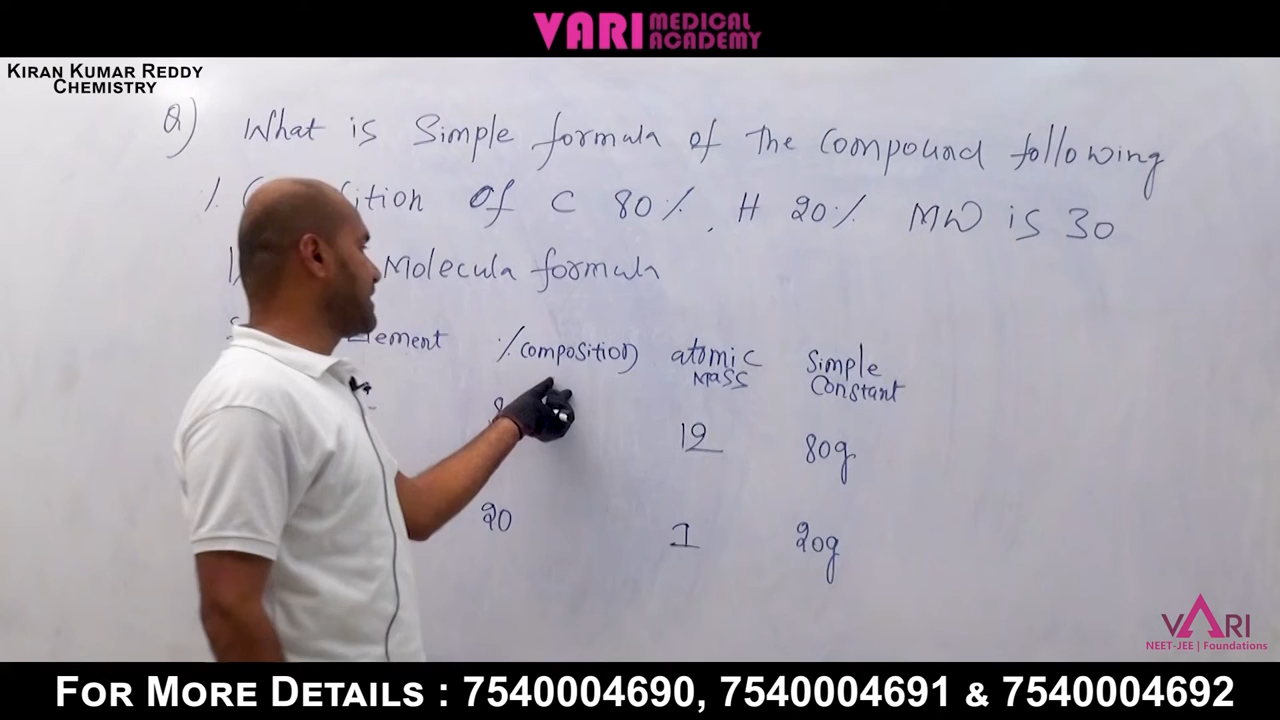 VARI MEDICAL ACADEMY
KIRAN KUMAR REDDY
CHEMISTRY
Q) What is Simple formula of The Compound following
% of C 80%, H 20% MW is 30
Molecula formula
% Composition atomic Mass Simple Constant
12 80g
20 1 20g
VARI
NEET-JEE | Foundations
FOR MORE DETAILS : 7540004690, 7540004691 & 7540004692